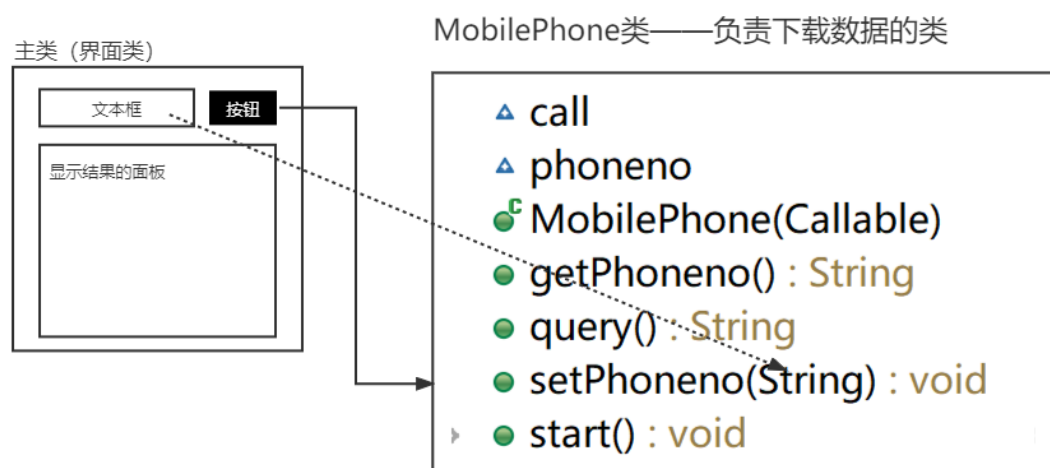 MobilePhone类——负责下载数据的类
主类（界面类）
文本框
按钮
显示结果的面板
call
phoneno
C MobilePhone(Callable)
getPhoneno() : String
query() : String
setPhoneno(String) : void
start() : void